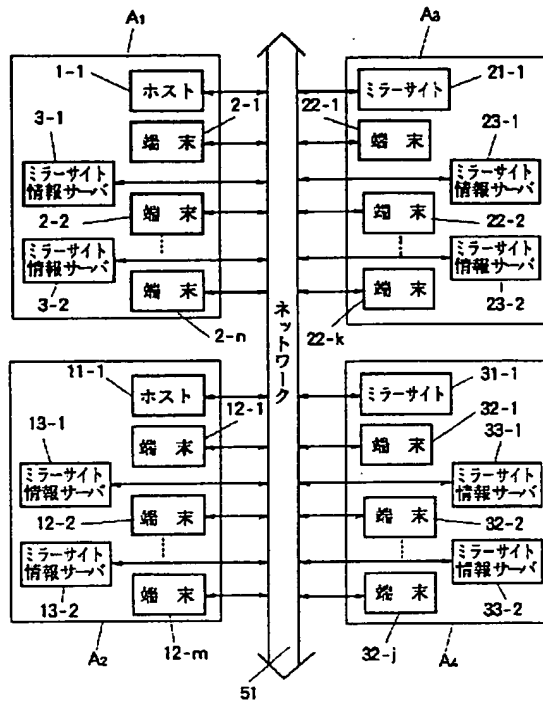 A1
1-1
ホスト
2-1
端末
3-1
ミラーサイト
情報サーバ
2-2
端末
ミラーサイト
情報サーバ
3-2
端末
2-n
A3
21-1
ミラーサイト
22-1
端末
23-1
ミラーサイト
情報サーバ
端末
22-2
ミラーサイト
情報サーバ
23-2
端末
22-k
ネットワーク
11-1
ホスト
12-1
端末
13-1
ミラーサイト
情報サーバ
12-2
端末
ミラーサイト
情報サーバ
13-2
端末
A2
12-m
31-1
ミラーサイト
32-1
端末
33-1
ミラーサイト
情報サーバ
端末
32-2
ミラーサイト
情報サーバ
33-2
端末
32-j
A4
51